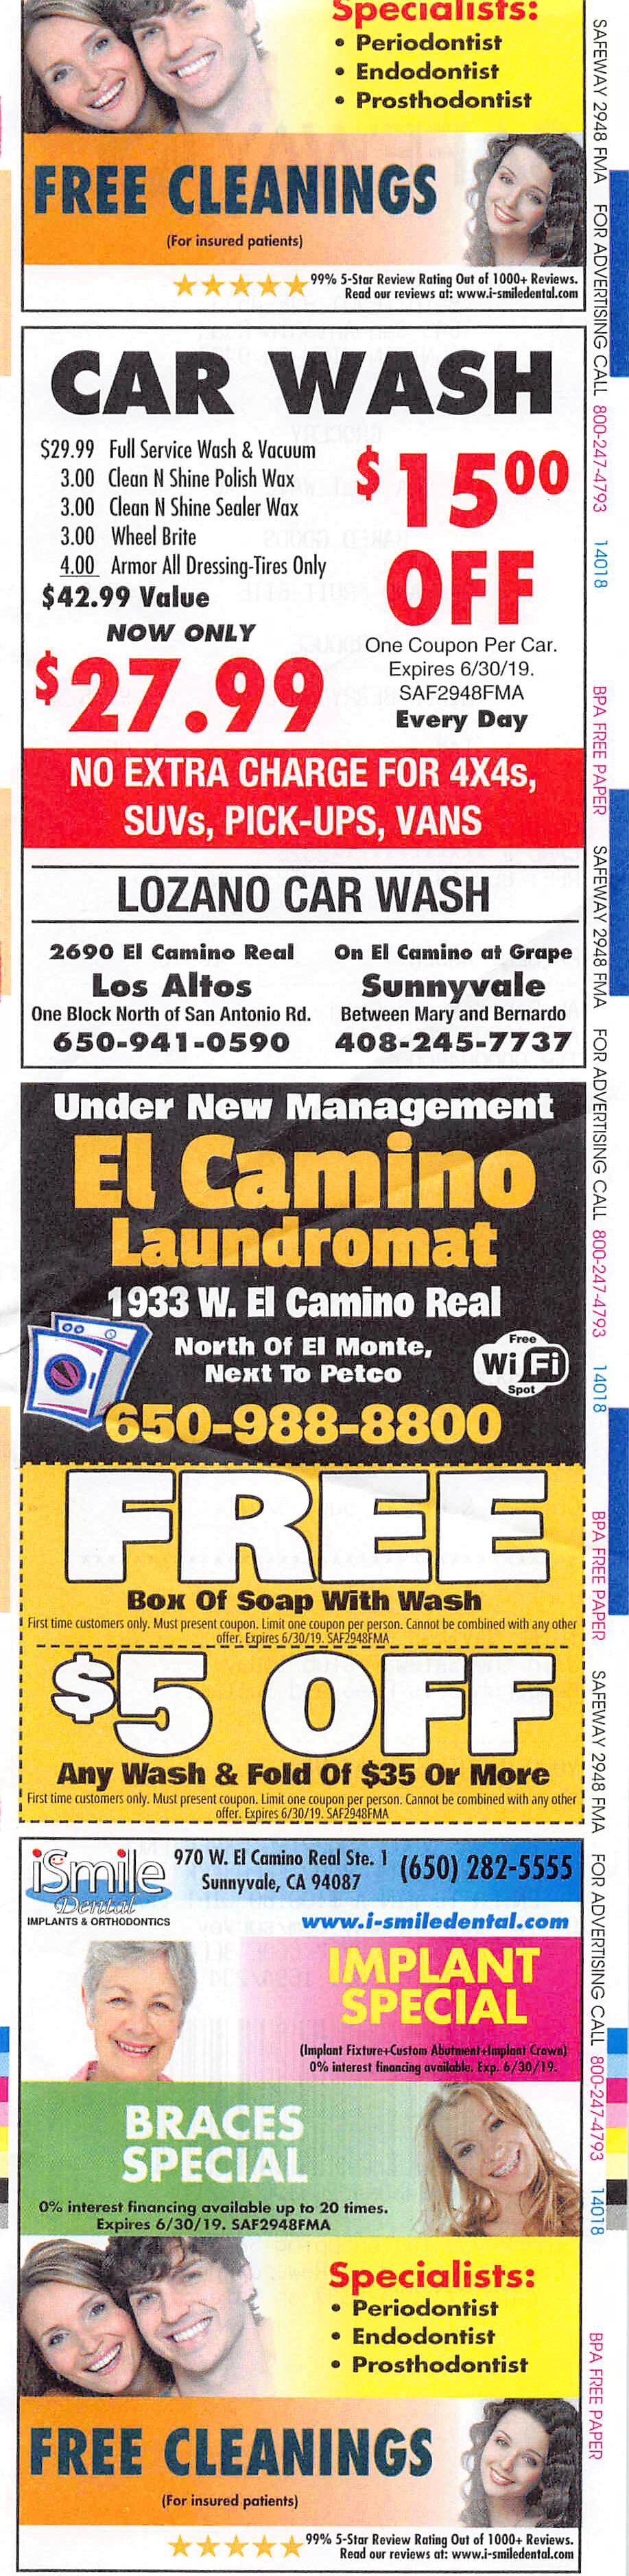 Specialists:
• Periodontist
• Endodontist
• Prosthodontist
FREE CLEANINGS
(For insured patients)
99% 5-Star Review Rating Out of 1000+ Reviews.
Read our reviews at: www.i-smiledental.com
CAR WASH
$29.99 Full Service Wash & Vacuum
3.00 Clean N Shine Polish Wax
3.00 Clean N Shine Sealer Wax
3.00 Wheel Brite
4.00 Armor All Dressing-Tires Only
$42.99 Value
NOW ONLY
$27.99
$15.00
OFF
One Coupon Per Car.
Expires 6/30/19.
SAF2948FMA
Every Day
NO EXTRA CHARGE FOR 4X4s,
SUVs, PICK-UPS, VANS
LOZANO CAR WASH
2690 El Camino Real
Los Altos
One Block North of San Antonio Rd.
650-941-0590
On El Camino at Grape
Sunnyvale
Between Mary and Bernardo
408-245-7737
Under New Management
El Camino
Laundromat
1933 W. El Camino Real
North Of El Monte,
Next To Petco
Free
Wi Fi
Spot
650-988-8800
FREE
Box Of Soap With Wash
First time customers only. Must present coupon. Limit one coupon per person. Cannot be combined with any other
offer. Expires 6/30/19. SAF2948FMA
$5 OFF
Any Wash & Fold Of $35 Or More
First time customers only. Must present coupon. Limit one coupon per person. Cannot be combined with any other
offer. Expires 6/30/19. SAF2948FMA
iSmile
Dental
IMPLANTS & ORTHODONTICS
970 W. El Camino Real Ste. 1
Sunnyvale, CA 94087
(650) 282-5555
www.i-smiledental.com
IMPLANT
SPECIAL
(Implant Fixture+Custom Abutment+Implant Crown)
0% interest financing available. Exp. 6/30/19.
BRACES
SPECIAL
0% interest financing available up to 20 times.
Expires 6/30/19. SAF2948FMA
Specialists:
• Periodontist
• Endodontist
• Prosthodontist
FREE CLEANINGS
(For insured patients)
99% 5-Star Review Rating Out of 1000+ Reviews.
Read our reviews at: www.i-smiledental.com
SAFEWAY 2948 FMA FOR ADVERTISING CALL 800-247-4793 14018 BPA FREE PAPER SAFEWAY 2948 FMA FOR ADVERTISING CALL 800-247-4793 14018 BPA FREE PAPER SAFEWAY 2948 FMA FOR ADVERTISING CALL 800-247-4793 14018 BPA FREE PAPER